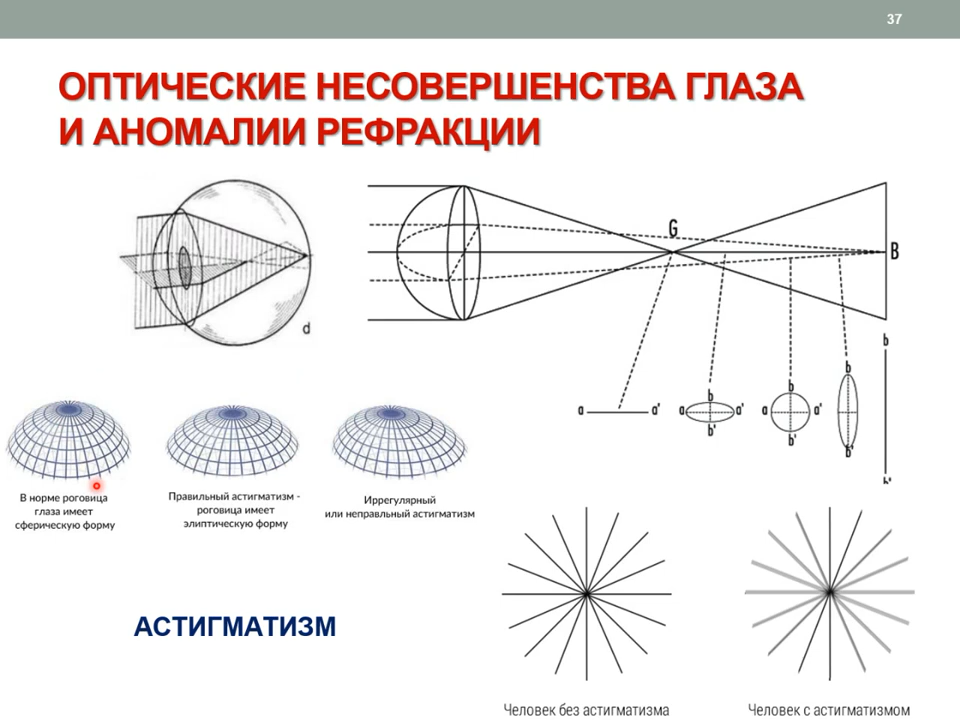 37
ОПТИЧЕСКИЕ НЕСОВЕРШЕНСТВА ГЛАЗА
И АНОМАЛИИ РЕФРАКЦИИ
d
G
B
b
a
a'
a
b
a'
b'
a
b
a'
b'
b
b'
b'
В норме роговица
глаза имеет
сферическую форму
Правильный астигматизм -
роговица имеет
элиптическую форму
Иррегулярный
или неправльный астигматизм
АСТИГМАТИЗМ
Человек без астигматизма
Человек с астигматизмом